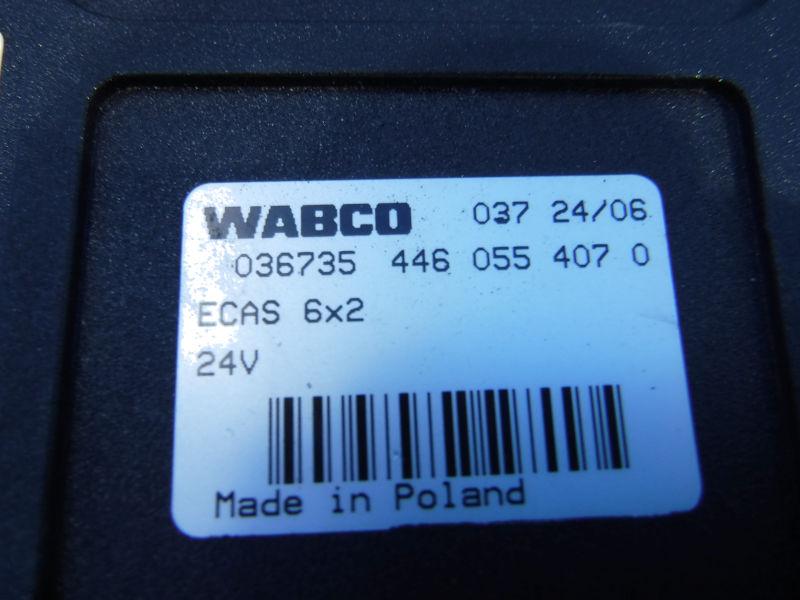 WABCO 037 24/06
036735 446 055 407 0
ECAS 6x2
24V
Made in Poland